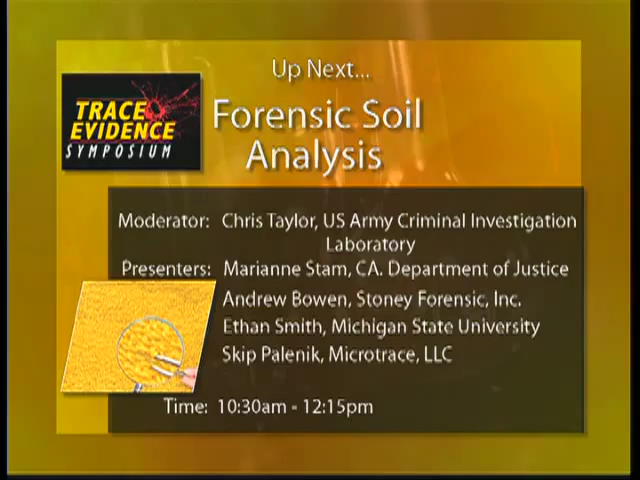 Up Next...
TRACE
EVIDENCE
SYMPOSIUM
Forensic Soil
Analysis
Moderator: Chris Taylor, US Army Criminal Investigation
Laboratory
Presenters: Marianne Stam, CA. Department of Justice
Andrew Bowen, Stoney Forensic, Inc.
Ethan Smith, Michigan State University
Skip Palenik, Microtrace, LLC
Time: 10:30am - 12:15pm